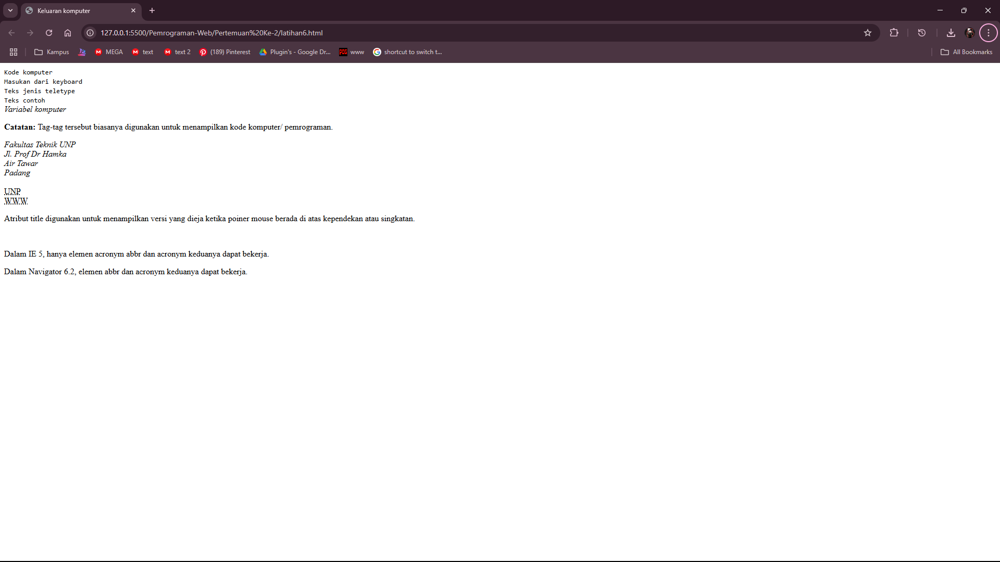 Keluaran komputer
127.0.0.1:5500/Pemrograman-Web/Pertemuan%20Ke-2/latihan6.html
Kampus MEGA text text 2 (189) Pinterest Plugin's - Google Dr... www shortcut to switch t... All Bookmarks
Kode komputer
Masukan dari keyboard
Teks jenis teletype
Teks contoh
Variabel komputer
Catatan: Tag-tag tersebut biasanya digunakan untuk menampilkan kode komputer/ pemrograman.
Fakultas Teknik UNP
Jl. Prof Dr Hamka
Air Tawar
Padang
UNP
WWW
Atribut title digunakan untuk menampilkan versi yang dieja ketika poiner mouse berada di atas kependekan atau singkatan.
Dalam IE 5, hanya elemen acronym abbr dan acronym keduanya dapat bekerja.
Dalam Navigator 6.2, elemen abbr dan acronym keduanya dapat bekerja.